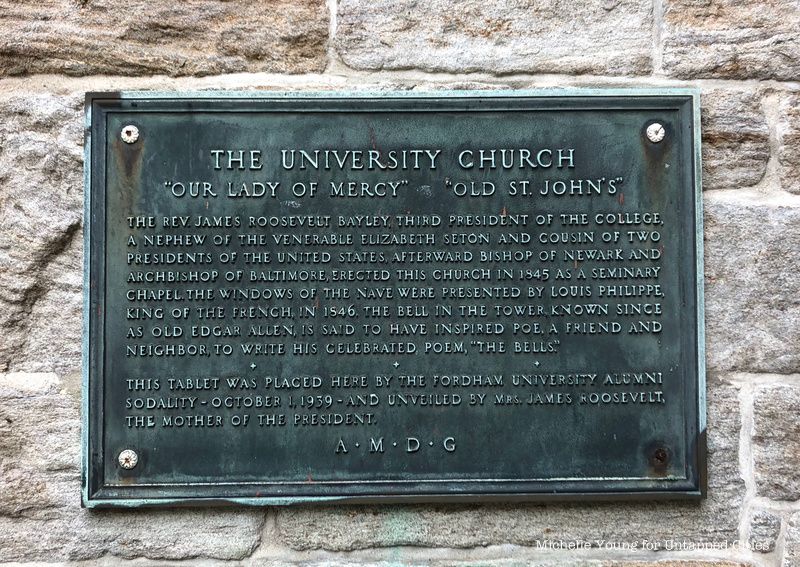 THE UNIVERSITY CHURCH
"OUR LADY OF MERCY" "OLD ST. JOHN'S"
THE REV. JAMES ROOSEVELT BAYLEY, THIRD PRESIDENT OF THE COLLEGE,
A NEPHEW OF THE VENERABLE ELIZABETH SETON AND COUSIN OF TWO
PRESIDENTS OF THE UNITED STATES, AFTERWARD BISHOP OF NEWARK AND
ARCHBISHOP OF BALTIMORE, ERECTED THIS CHURCH IN 1845 AS A SEMINARY
CHAPEL. THE WINDOWS OF THE NAVE WERE PRESENTED BY LOUIS PHILIPPE,
KING OF THE FRENCH, IN 1846. THE BELL IN THE TOWER, KNOWN SINCE
AS OLD EDGAR ALLEN, IS SAID TO HAVE INSPIRED POE, A FRIEND AND
NEIGHBOR, TO WRITE HIS CELEBRATED, POEM, "THE BELLS."
THIS TABLET WAS PLACED HERE BY THE FORDHAM UNIVERSITY ALUMNI
SODALITY - OCTOBER 1, 1939 - AND UNVEILED BY MRS. JAMES ROOSEVELT,
THE MOTHER OF THE PRESIDENT.
A · M · D · G
Michelle Young for Untapped Cities